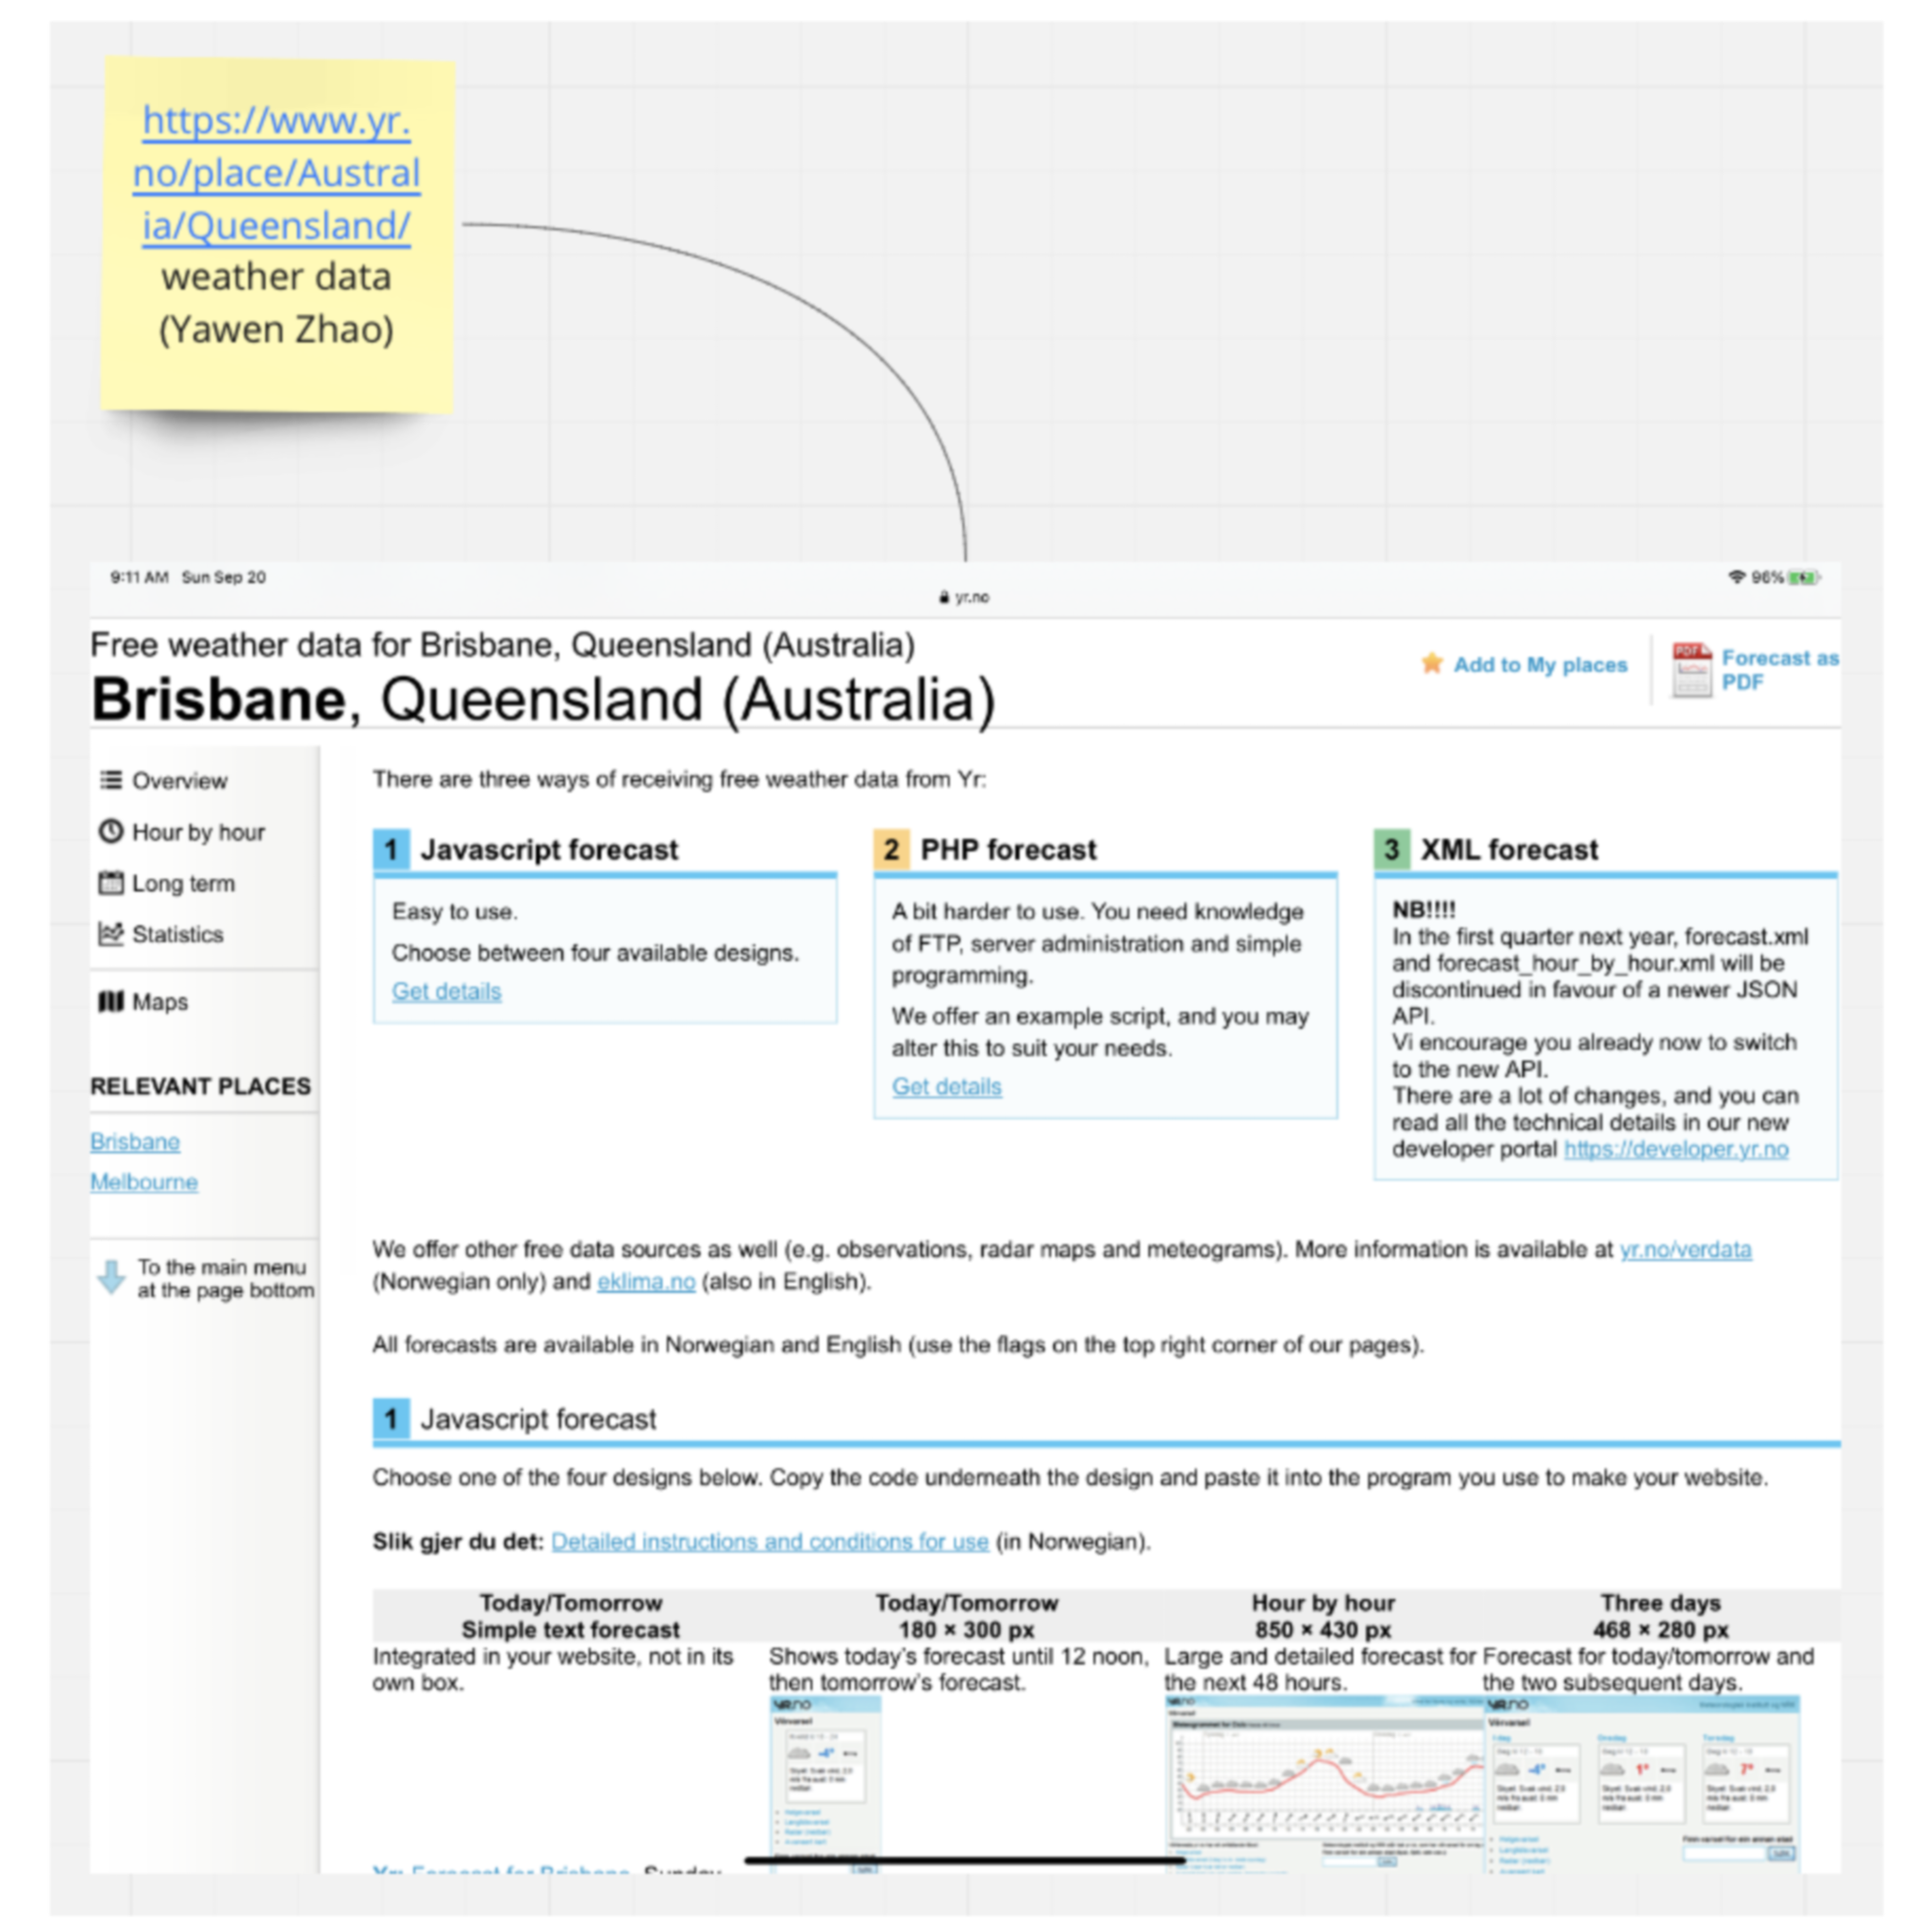 https://www.yr.
no/place/Austral
ia/Queensland/
weather data
(Yawen Zhao)
9:11 AM Sun Sep 20
96%
yr.no
Free weather data for Brisbane, Queensland (Australia)
Brisbane, Queensland (Australia)
Add to My places
PDF
Forecast as
PDF
Overview
Hour by hour
Long term
Statistics
Maps
RELEVANT PLACES
Brisbane
Melbourne
To the main menu
at the page bottom
There are three ways of receiving free weather data from Yr:
1 Javascript forecast
Easy to use.
Choose between four available designs.
Get details
2 PHP forecast
A bit harder to use. You need knowledge
of FTP, server administration and simple
programming.
We offer an example script, and you may
alter this to suit your needs.
Get details
3 XML forecast
NB!!!!
In the first quarter next year, forecast.xml
and forecast_hour_by_hour.xml will be
discontinued in favour of a newer JSON
API.
Vi encourage you already now to switch
to the new API.
There are a lot of changes, and you can
read all the technical details in our new
developer portal https://developer.yr.no
We offer other free data sources as well (e.g. observations, radar maps and meteograms). More information is available at yr.no/verdata
(Norwegian only) and eklima.no (also in English).
All forecasts are available in Norwegian and English (use the flags on the top right corner of our pages).
1 Javascript forecast
Choose one of the four designs below. Copy the code underneath the design and paste it into the program you use to make your website.
Slik gjer du det: Detailed instructions and conditions for use (in Norwegian).
Today/Tomorrow
Simple text forecast
Integrated in your website, not in its
own box.
Today/Tomorrow
180 × 300 px
Shows today's forecast until 12 noon,
then tomorrow's forecast.
Hour by hour
850 × 430 px
Large and detailed forecast for
the next 48 hours.
Three days
468 × 280 px
Forecast for today/tomorrow and
the two subsequent days.
yr.no
Vêrvarsel
-4°
yr.no
yr.no
Vêrvarsel
-4°
1°
7°
Yr: Forecast for Brisbane, Sunday